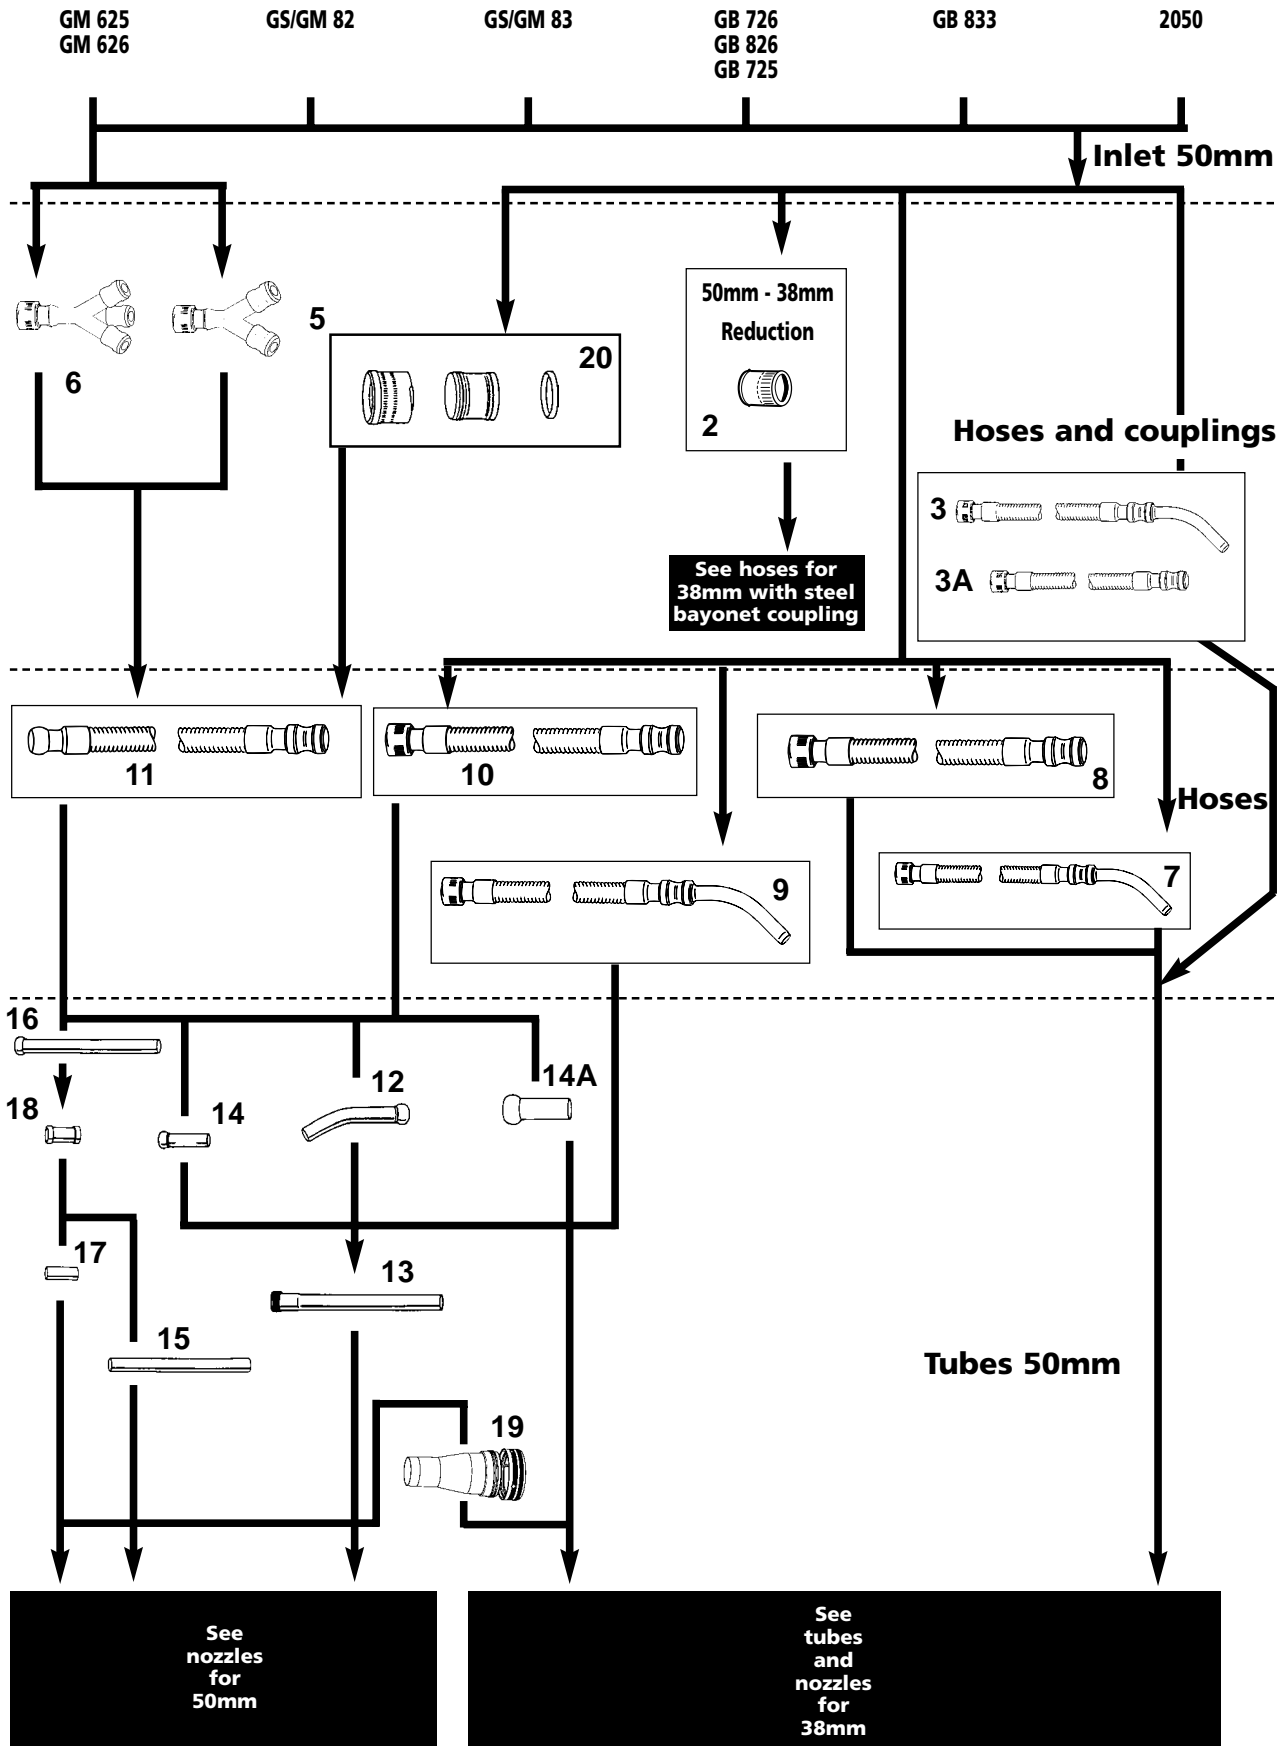 GM 625
GM 626
GS/GM 82
GS/GM 83
GB 726
GB 826
GB 725
GB 833
2050
Inlet 50mm
5
6
20
50mm - 38mm
Reduction
2
Hoses and couplings
3
3A
See hoses for
38mm with steel
bayonet coupling
11
10
8
Hoses
9
7
16
18
14
12
14A
17
13
15
Tubes 50mm
19
See
nozzles
for
50mm
See
tubes
and
nozzles
for
38mm